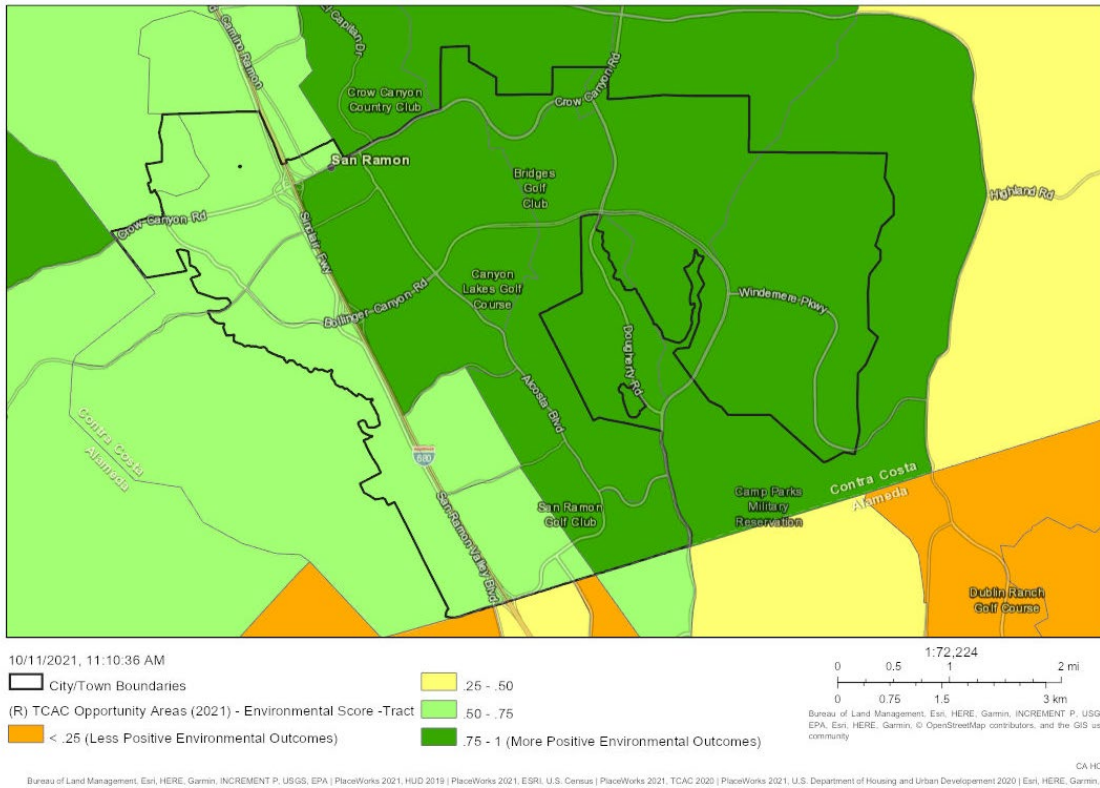 Camino Ramon
El Capitan Dr
Crow Canyon
Country Club
Crow Canyon Rd
San Ramon
Bridges
Golf
Club
Highland Rd
Crow Canyon Rd
Sinclair Fwy
Canyon
Lakes Golf
Course
Windemere Pkwy
Bollinger Canyon Rd
Dougherty Rd
Alcosta Blvd
Contra Costa
Alameda
680
San Ramon Valley Blvd
San Ramon
Golf Club
Camp Parks
Military
Reservation
Contra Costa
Alameda
Dublin Ranch
Golf Course
10/11/2021, 11:10:36 AM
City/Town Boundaries
(R) TCAC Opportunity Areas (2021) - Environmental Score -Tract
< .25 (Less Positive Environmental Outcomes)
.25 - .50
.50 - .75
.75 - 1 (More Positive Environmental Outcomes)
1:72,224
0 0.5 1 2 mi
0 0.75 1.5 3 km
Bureau of Land Management, Esri, HERE, Garmin, INCREMENT P, USG
EPA, Esri, HERE, Garmin, © OpenStreetMap contributors, and the GIS us
community
CA HC
Bureau of Land Management, Esri, HERE, Garmin, INCREMENT P, USGS, EPA | PlaceWorks 2021, HUD 2019 | PlaceWorks 2021, ESRI, U.S. Census | PlaceWorks 2021, TCAC 2020 | PlaceWorks 2021, U.S. Department of Housing and Urban Developement 2020 | Esri, HERE, Garmin,